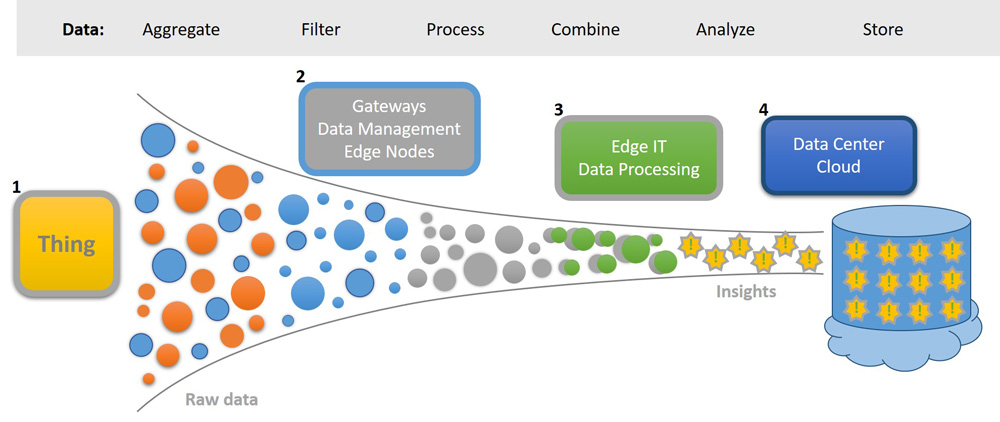 Data: Aggregate Filter Process Combine Analyze Store
2
Gateways
Data Management
Edge Nodes
3
Edge IT
Data Processing
4
Data Center
Cloud
1
Thing
! ! ! ! ! !
! ! ! !
! ! ! !
! ! ! !
Insights
Raw data